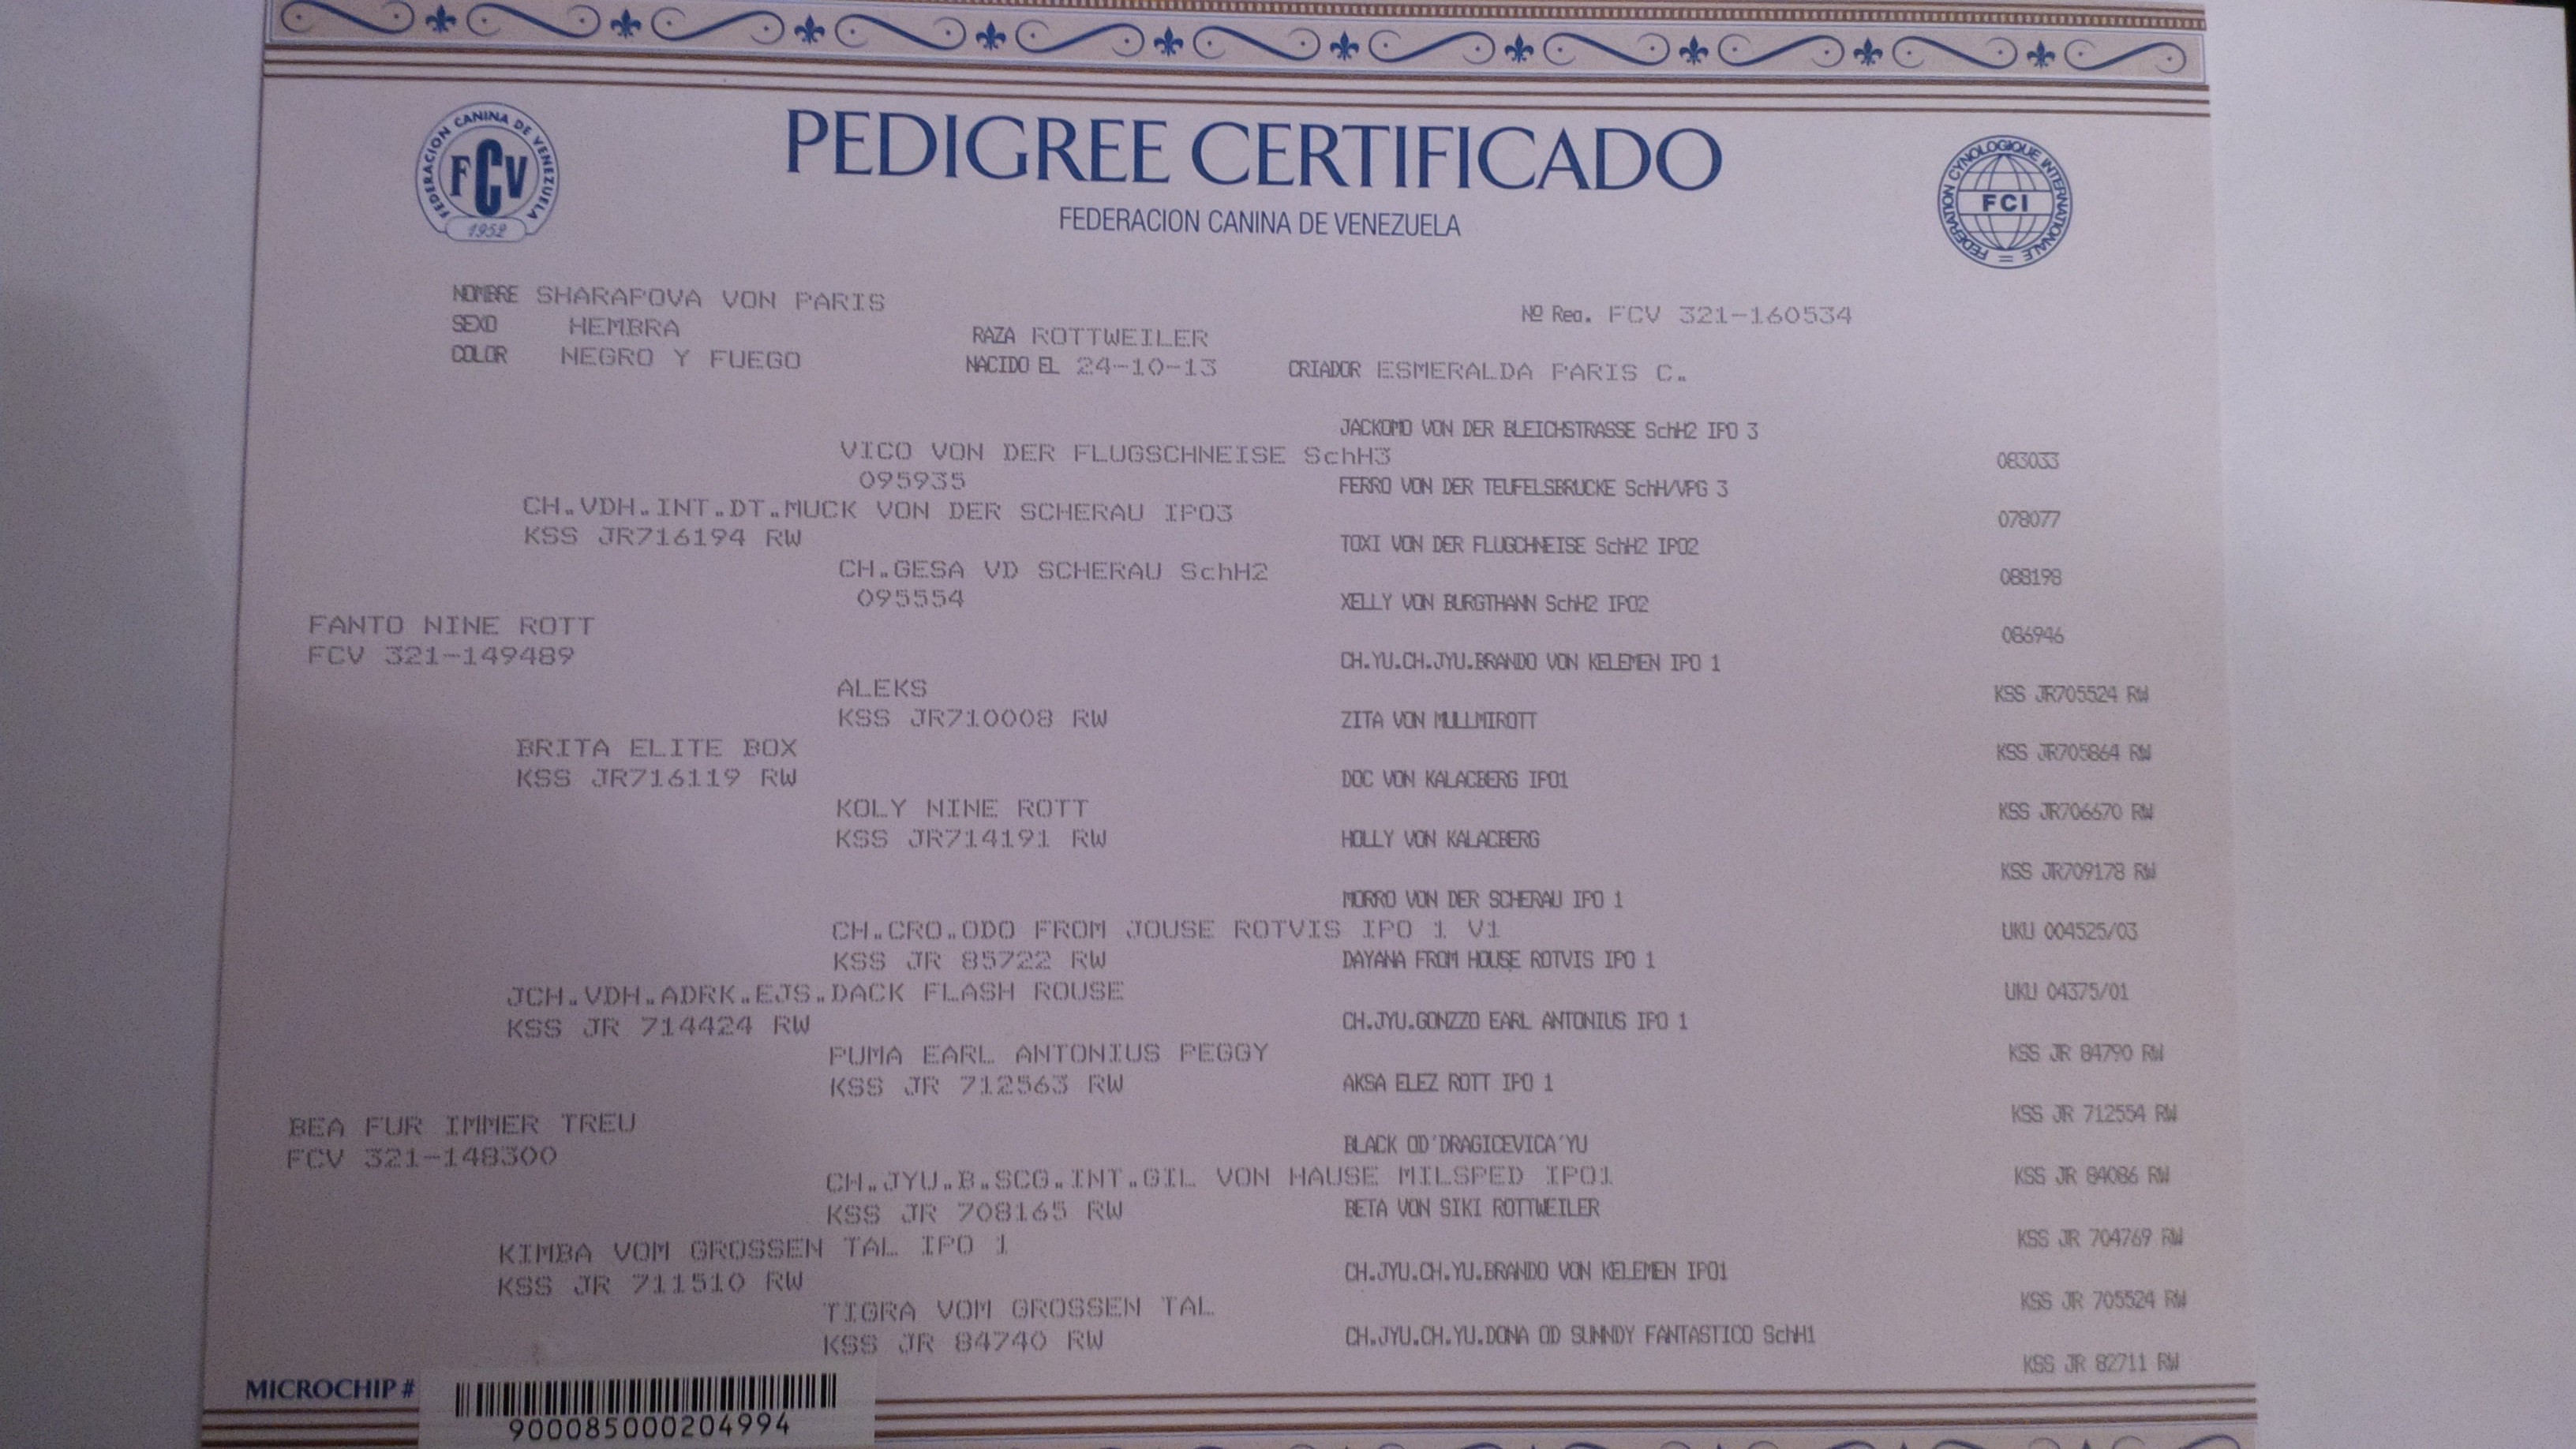 PEDIGREE CERTIFICADO
FEDERACION CANINA DE VENEZUELA
FEDERACION CANINA DE VENEZUELA
FCV
1952
FEDERATION CYNOLOGIQUE INTERNATIONALE
FCI
NOMBRE SHARAPOVA VON PARIS
Nº Reg. FCV 321-160534
SEXO HEMBRA
RAZA ROTTWEILER
COLOR NEGRO Y FUEGO
NACIDO EL 24-10-13
CRIADOR ESMERALDA PARIS C.
JACKOMO VON DER BLEICHSTRASSE SchH2 IPO 3
083033
VICO VON DER FLUGSCHNEISE SchH3
095935
FERRO VON DER TEUFELSBRUCKE SchH/VPG 3
078077
CH.VDH.INT.DT.MUCK VON DER SCHERAU IPO3
KSS JR716194 RW
TOXI VON DER FLUGCHNEISE SchH2 IPO2
088198
CH.GESA VD SCHERAU SchH2
095554
XELLY VON BURGTHANN SchH2 IPO2
086946
FANTO NINE ROTT
FCV 321-149489
CH.YU.CH.JYU.BRANDO VON KELEMEN IPO 1
KSS JR705524 RW
ALEKS
KSS JR710008 RW
ZITA VON MULLMIROTT
KSS JR705864 RW
BRITA ELITE BOX
KSS JR716119 RW
DOC VON KALACBERG IPO1
KSS JR706670 RW
KOLY NINE ROTT
KSS JR714191 RW
HOLLY VON KALACBERG
KSS JR709178 RW
MORRO VON DER SCHERAU IPO 1
UKU 004525/03
CH.CRO.ODO FROM JOUSE ROTVIS IPO 1 V1
KSS JR 85722 RW
DAYANA FROM HOUSE ROTVIS IPO 1
UKU 04375/01
JCH.VDH.ADRK.EJS.DACK FLASH ROUSE
KSS JR 714424 RW
CH.JYU.GONZZO EARL ANTONIUS IPO 1
KSS JR 84790 RW
PUMA EARL ANTONIUS PEGGY
KSS JR 712563 RW
AKSA ELEZ ROTT IPO 1
KSS JR 712554 RW
BEA FUR IMMER TREU
FCV 321-148300
BLACK OD'DRAGICEVICA'YU
KSS JR 84086 RW
CH.JYU.B.SCG.INT.GIL VON HAUSE MILSPED IPO1
KSS JR 708165 RW
BETA VON SIKI ROTTWEILER
KSS JR 704769 RW
KIMBA VOM GROSSEN TAL IPO 1
KSS JR 711510 RW
CH.JYU.CH.YU.BRANDO VON KELEMEN IPO1
KSS JR 705524 RW
TIGRA VOM GROSSEN TAL
KSS JR 84740 RW
CH.JYU.CH.YU.DONA OD SUNNDY FANTASTICO SchH1
KSS JR 82711 RW
MICROCHIP #
900085000204994